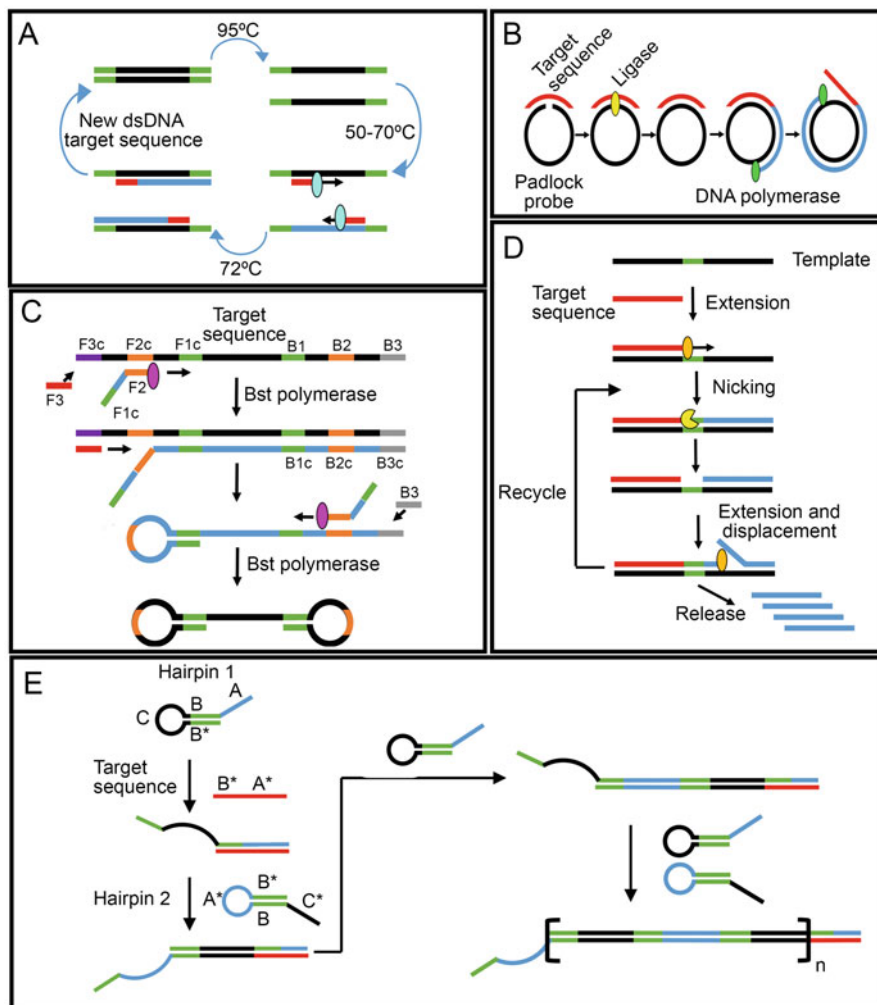 A
95ºC
New dsDNA
target sequence
50-70ºC
72ºC
B
Target
sequence
Ligase
Padlock
probe
DNA polymerase
C
Target
sequence
F3c F2c F1c B1 B2 B3
F3
F2
F1c
Bst polymerase
B1c B2c B3c
B3
Bst polymerase
D
Template
Target
sequence
Extension
Nicking
Recycle
Extension and
displacement
Release
E
Hairpin 1
A
B
C
B*
Target
sequence
B* A*
Hairpin 2
A*
B*
C*
B
n